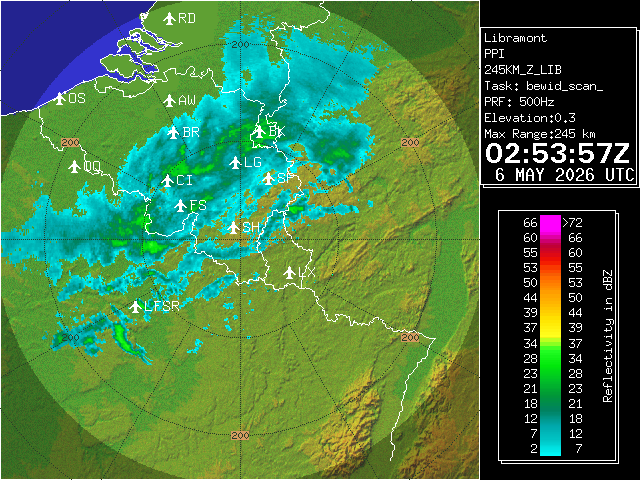 RD
200
OS
AW
BR
BK
200
OQ
LG
CI
SP
FS
SH
LX
LFSR
200
200
200
Librament
PPI
245KM_Z_LIB
Task: bewid_scan_
PRF: 500Hz
Elevation:0.3
Max Range:245 km
02:53:57Z
6 MAY 2026 UTC
66 >72
60 66
55 60
53 55
50 53
44 50
39 44
37 39
34 37
28 34
23 28
21 23
18 21
12 18
7 12
2 7
Reflectivity in dBZ